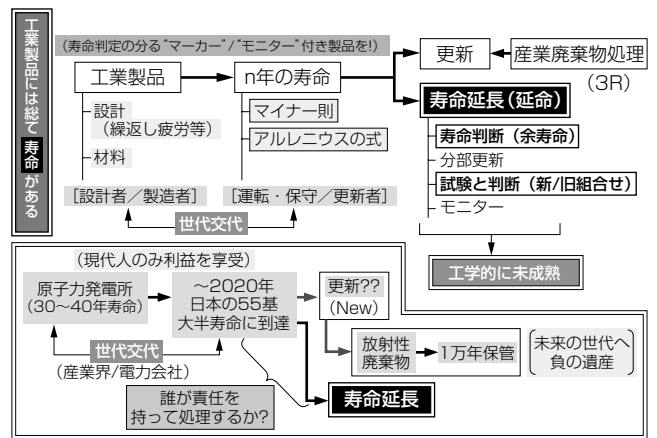 工業製品には総て寿命がある
(寿命判定の分る“マーカー”/“モニター”付き製品を!)
工業製品
n年の寿命
更新
産業廃棄物処理
(3R)
設計
(繰返し疲労等)
材料
マイナー則
アルレニウスの式
寿命延長(延命)
寿命判断(余寿命)
分部更新
試験と判断(新/旧組合せ)
モニター
[設計者/製造者]
[運転・保守/更新者]
世代交代
工学的に未成熟
(現代人のみ利益を享受)
原子力発電所
(30〜40年寿命)
〜2020年
日本の55基
大半寿命に到達
更新??
(New)
放射性
廃棄物
1万年保管
未来の世代へ
負の遺産
世代交代
(産業界/電力会社)
誰が責任を
持って処理するか?
寿命延長